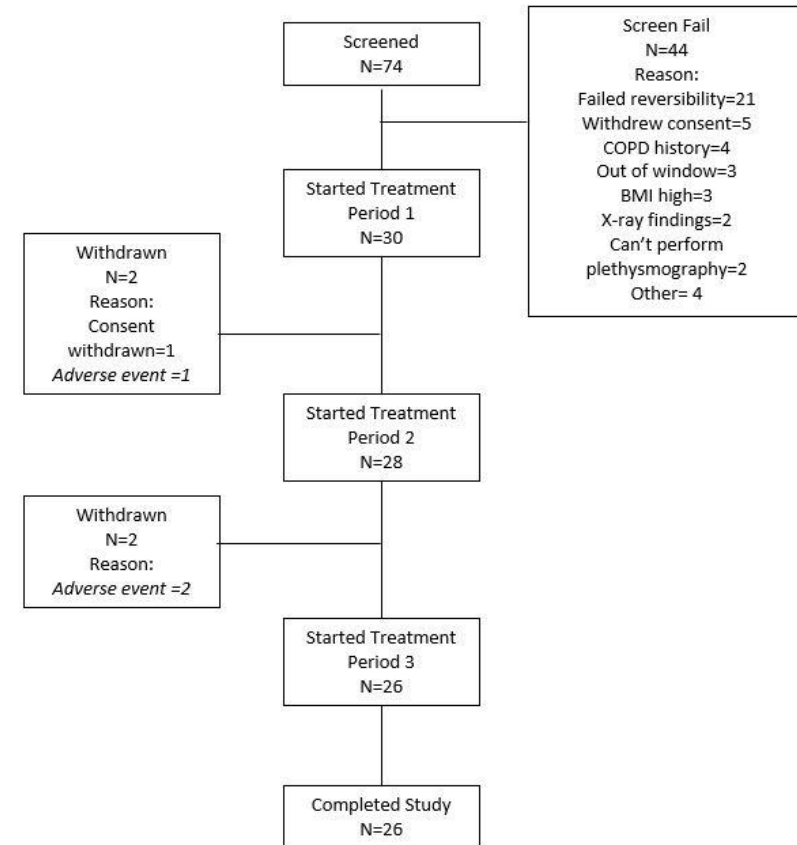 Screened
N=74
Screen Fail
N=44
Reason:
Failed reversibility=21
Withdrew consent=5
COPD history=4
Out of window=3
BMI high=3
X-ray findings=2
Can't perform
plethysmography=2
Other= 4
Started Treatment
Period 1
N=30
Withdrawn
N=2
Reason:
Consent
withdrawn=1
Adverse event =1
Started Treatment
Period 2
N=28
Withdrawn
N=2
Reason:
Adverse event =2
Started Treatment
Period 3
N=26
Completed Study
N=26